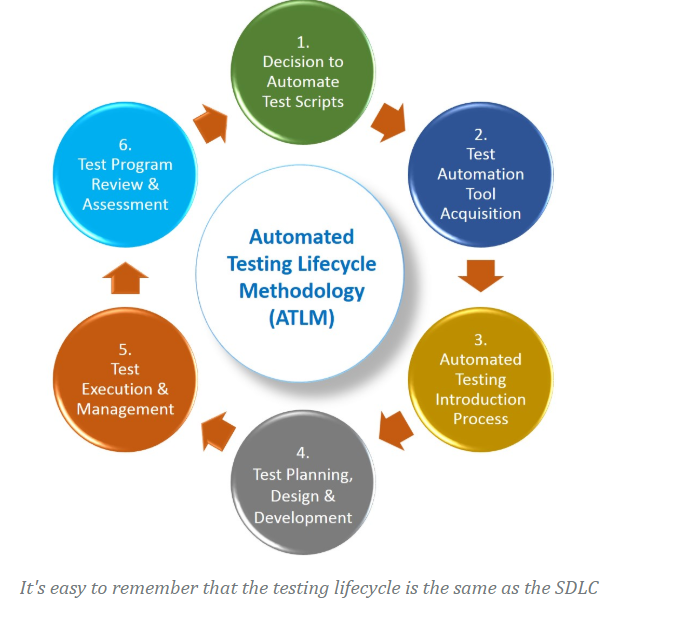 1.
Decision to
Automate
Test Scripts
2.
Test
Automation
Tool
Acquisition
3.
Automated
Testing
Introduction
Process
4.
Test Planning,
Design &
Development
5.
Test
Execution &
Management
6.
Test Program
Review &
Assessment
Automated
Testing Lifecycle
Methodology
(ATLM)
It's easy to remember that the testing lifecycle is the same as the SDLC